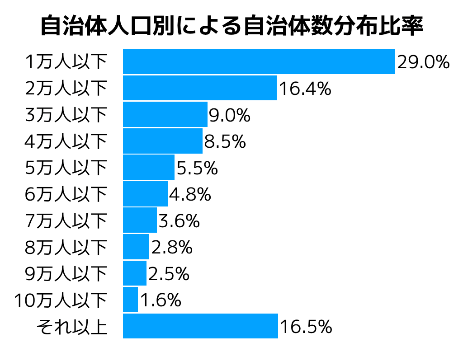 自治体人口別による自治体数分布比率
1万人以下 29.0%
2万人以下 16.4%
3万人以下 9.0%
4万人以下 8.5%
5万人以下 5.5%
6万人以下 4.8%
7万人以下 3.6%
8万人以下 2.8%
9万人以下 2.5%
10万人以下 1.6%
それ以上 16.5%